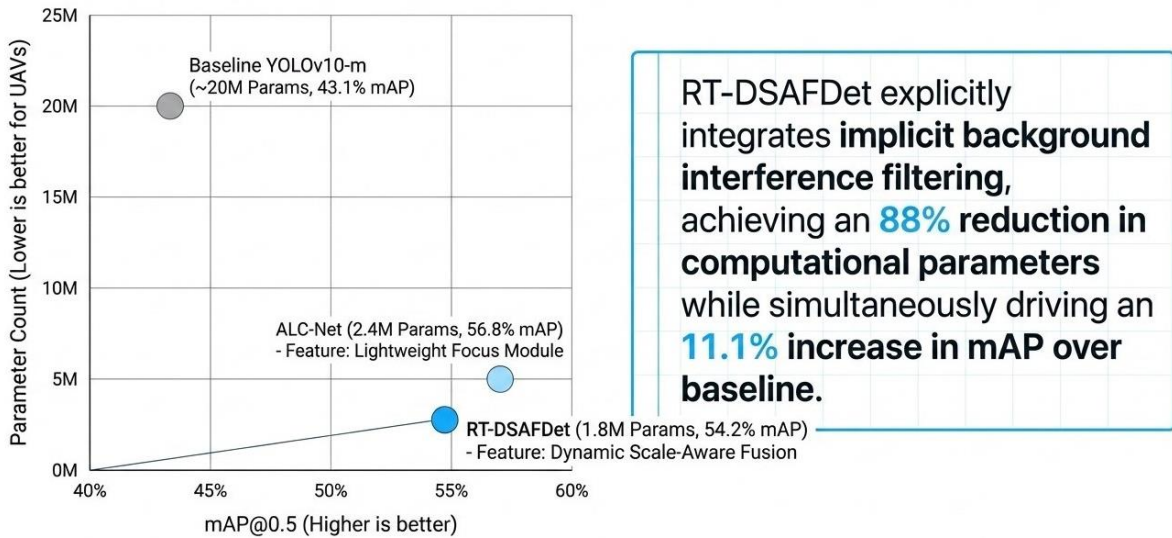 25M
20M
15M
10M
5M
0M
Parameter Count (Lower is better for UAVs)
Baseline YOLOv10-m
(~20M Params, 43.1% mAP)
ALC-Net (2.4M Params, 56.8% mAP)
- Feature: Lightweight Focus Module
RT-DSAFDet (1.8M Params, 54.2% mAP)
- Feature: Dynamic Scale-Aware Fusion
40%
45%
50%
55%
60%
mAP@0.5 (Higher is better)
RT-DSAFDet explicitly
integrates implicit background
interference filtering,
achieving an 88% reduction in
computational parameters
while simultaneously driving an
11.1% increase in mAP over
baseline.